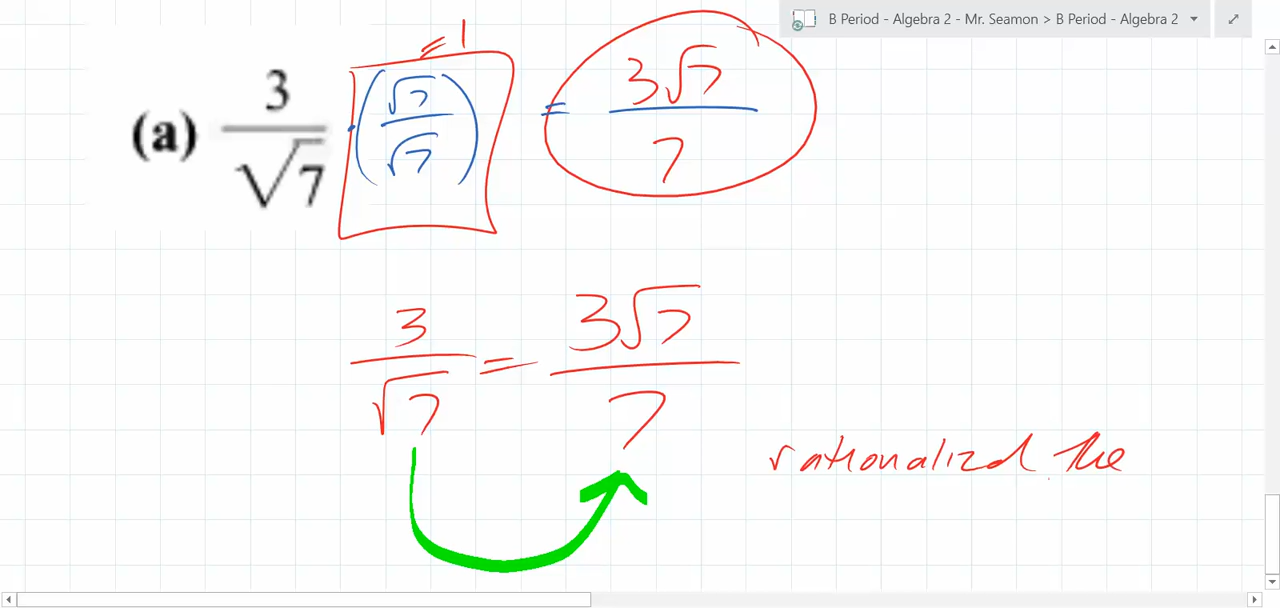 B Period - Algebra 2 - Mr. Seamon > B Period - Algebra 2
= 1
(a) 3/√7 · (√7/√7) = 3√7/7
3/√7 = 3√7/7
rationalized the